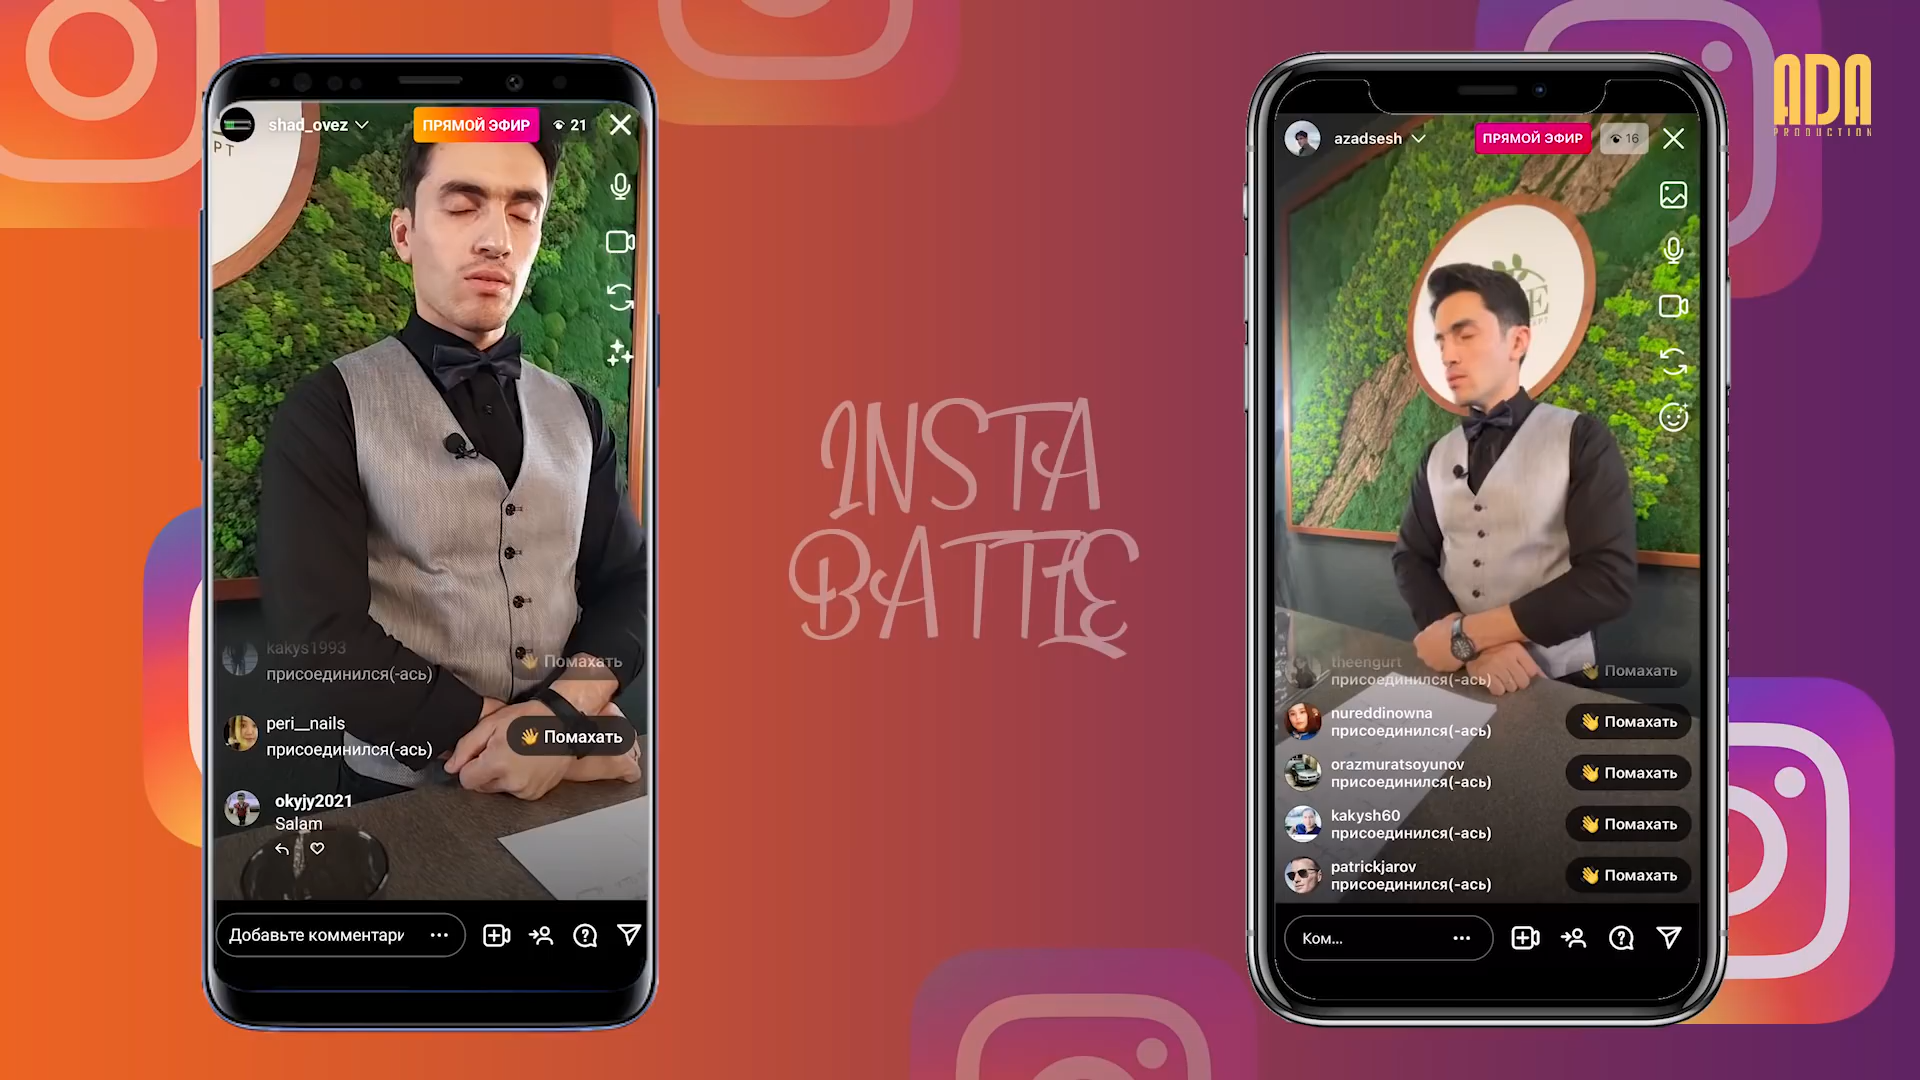 ADA
PRODUCTION
shad_ovez
ПРЯМОЙ ЭФИР
21
РТ
kakys1993
присоединился(-ась)
👋 Помахать
peri__nails
присоединился(-ась)
👋 Помахать
okyjy2021
Salam
Добавьте комментари
INSTA
BATTLE
azadsesh
ПРЯМОЙ ЭФИР
16
theengurt
присоединился(-ась)
👋 Помахать
nureddinowna
присоединился(-ась)
👋 Помахать
orazmuratsoyunov
присоединился(-ась)
👋 Помахать
kakysh60
присоединился(-ась)
👋 Помахать
patrickjarov
присоединился(-ась)
👋 Помахать
Ком...